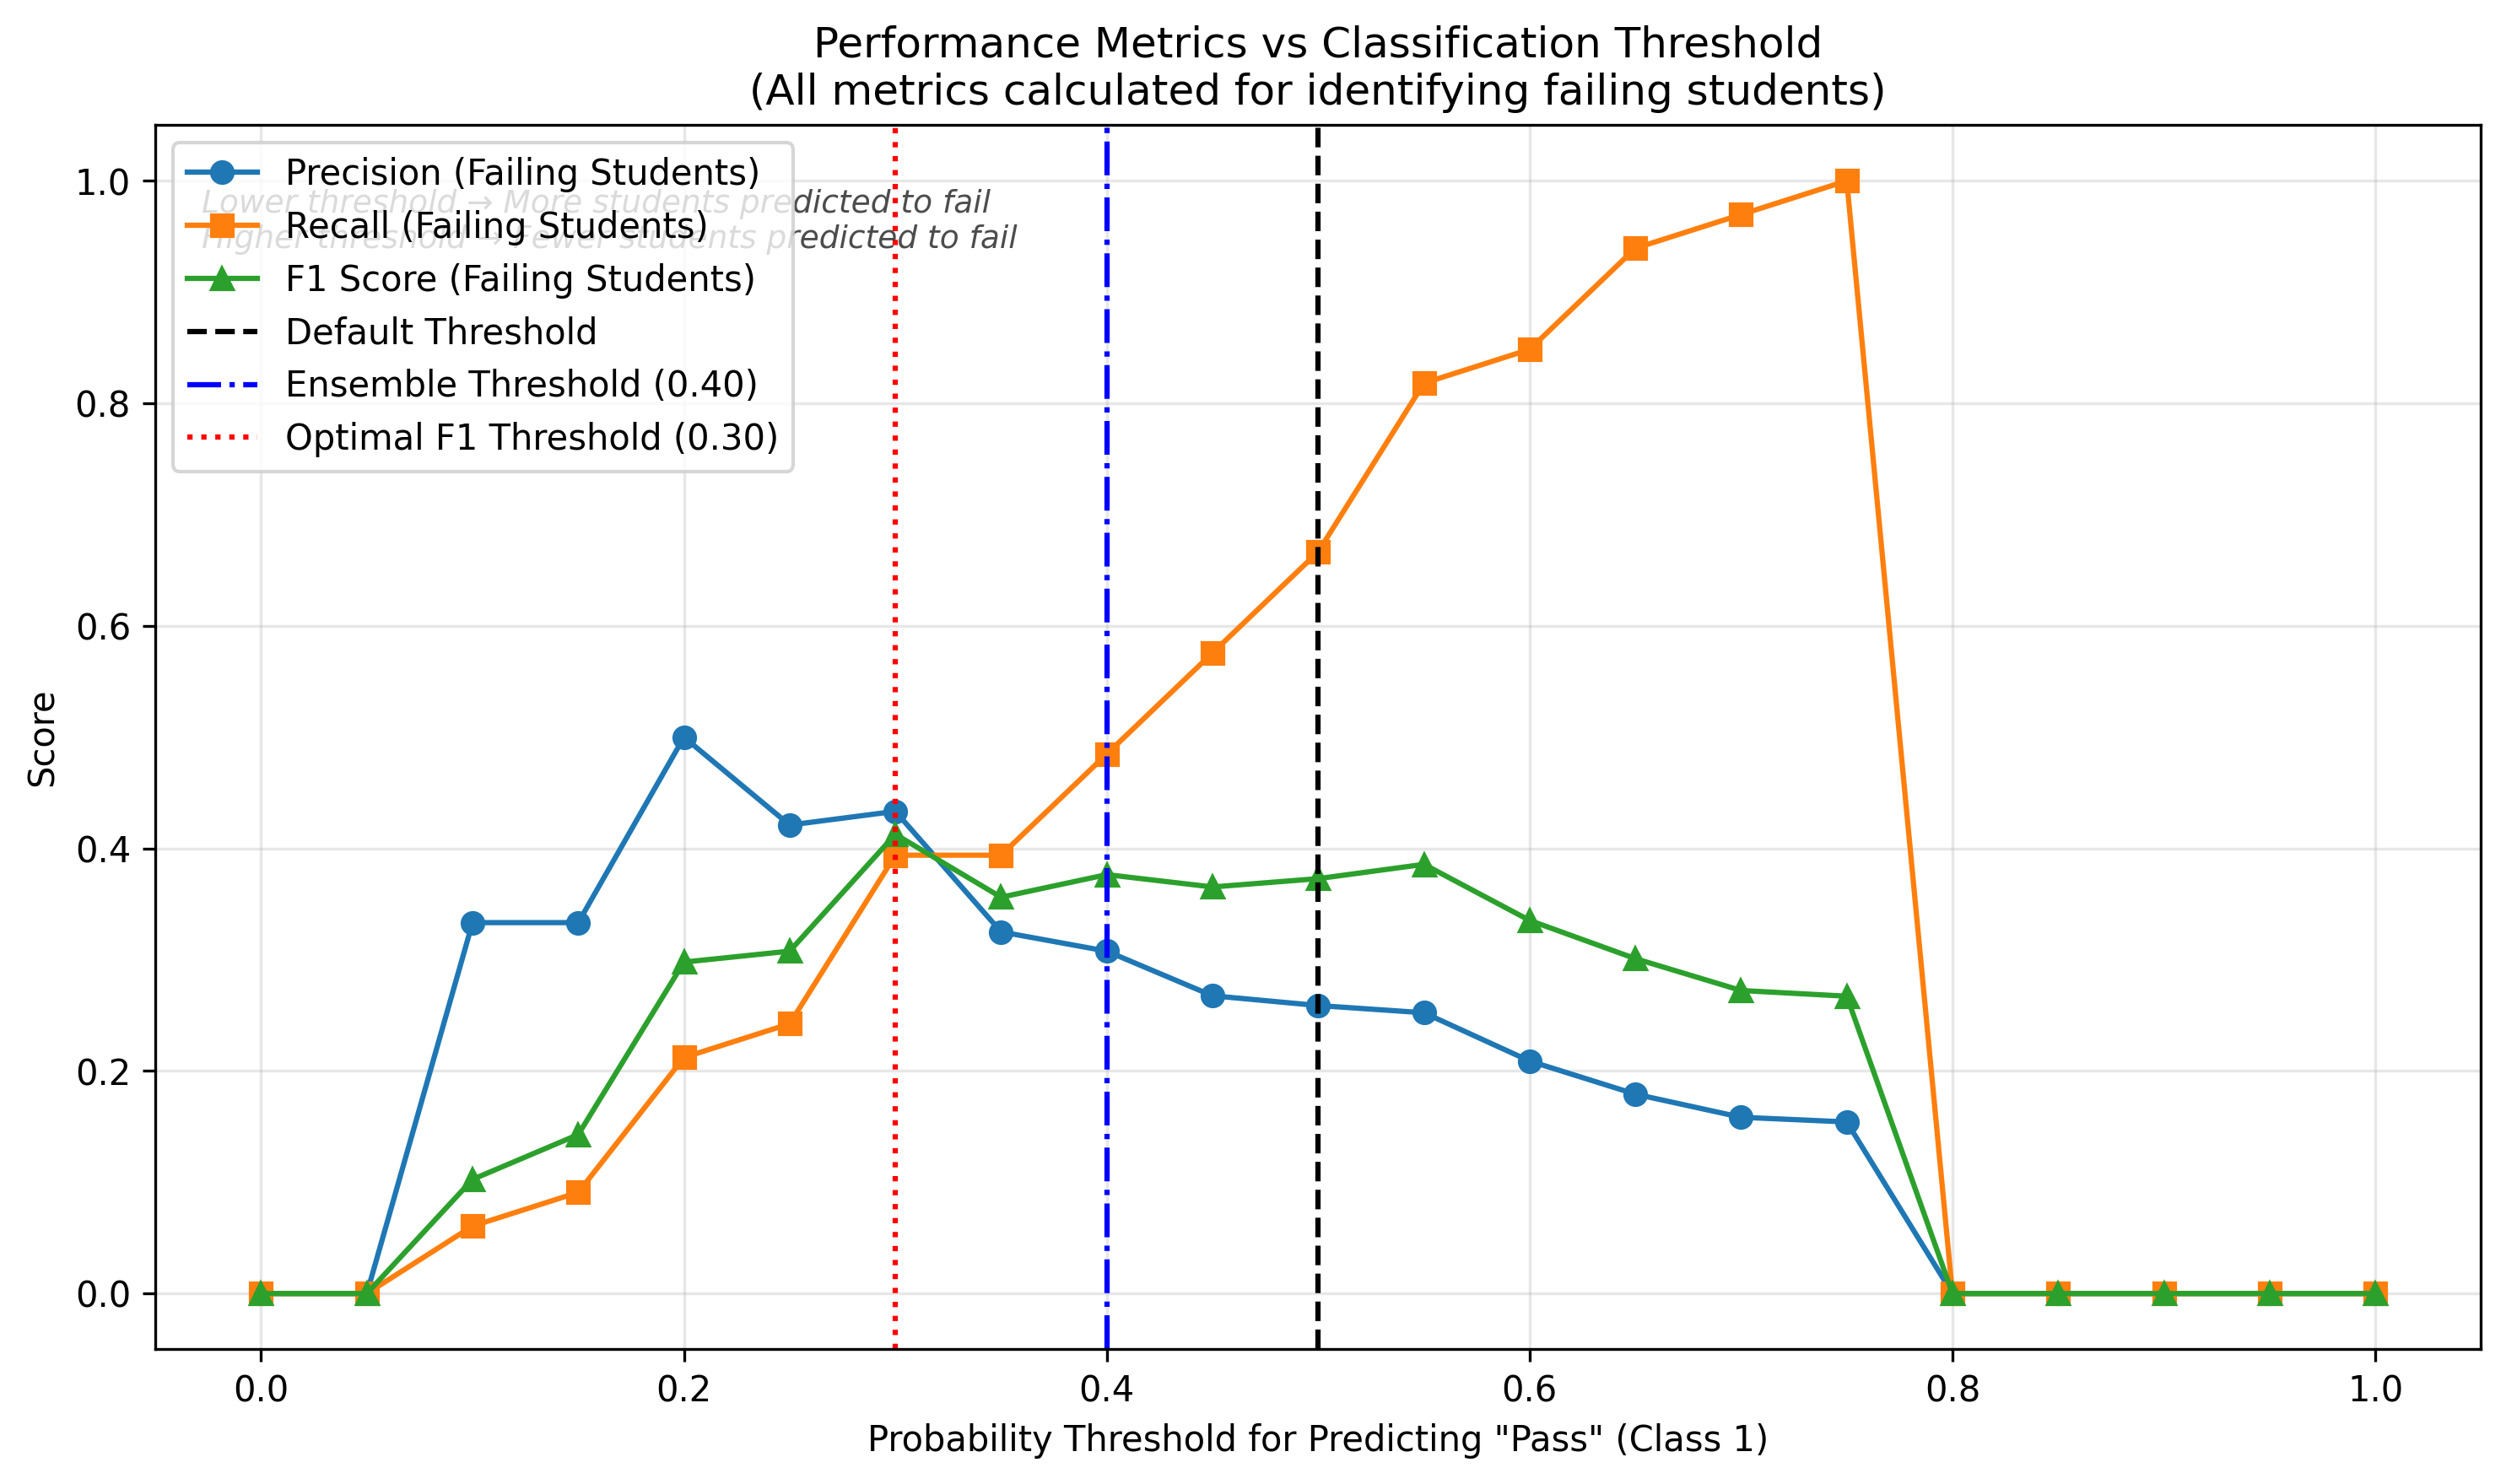 Performance Metrics vs Classification Threshold
(All metrics calculated for identifying failing students)
Precision (Failing Students)
Lower threshold → More students predicted to fail
Recall (Failing Students)
Higher threshold → Fewer students predicted to fail
F1 Score (Failing Students)
Default Threshold
Ensemble Threshold (0.40)
Optimal F1 Threshold (0.30)
1.0
0.8
0.6
0.4
0.2
0.0
Score
0.0 0.2 0.4 0.6 0.8 1.0
Probability Threshold for Predicting "Pass" (Class 1)